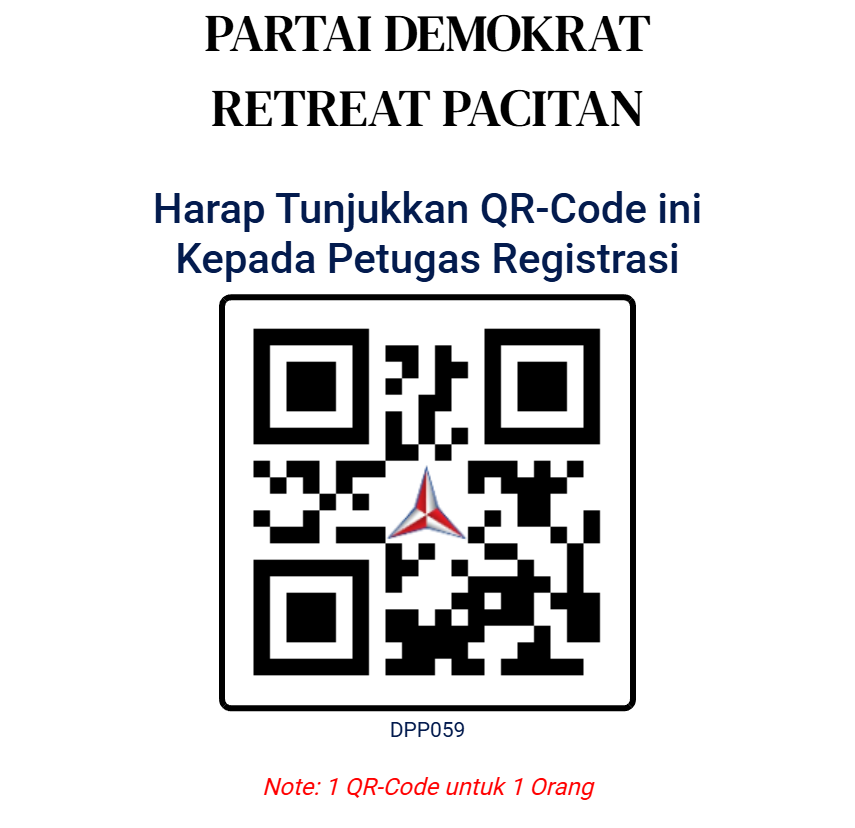 PARTAI DEMOKRAT
RETREAT PACITAN
Harap Tunjukkan QR-Code ini
Kepada Petugas Registrasi
DPP059
Note: 1 QR-Code untuk 1 Orang